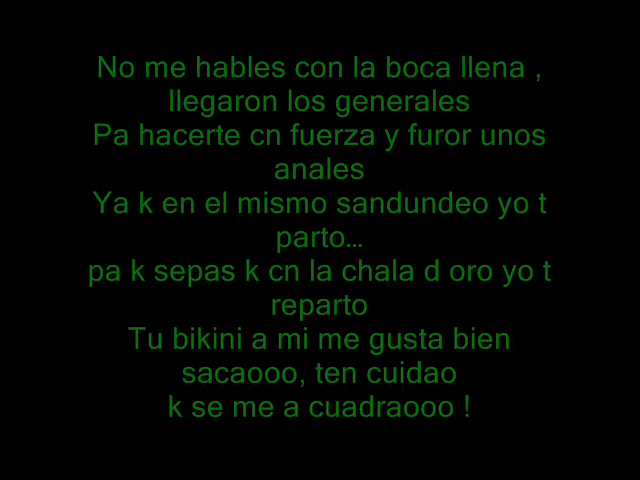 No me hables con la boca llena ,
llegaron los generales
Pa hacerte cn fuerza y furor unos
anales
Ya k en el mismo sandundeo yo t
parto…
pa k sepas k cn la chala d oro yo t
reparto
Tu bikini a mi me gusta bien
sacaooo, ten cuidao
k se me a cuadraooo !